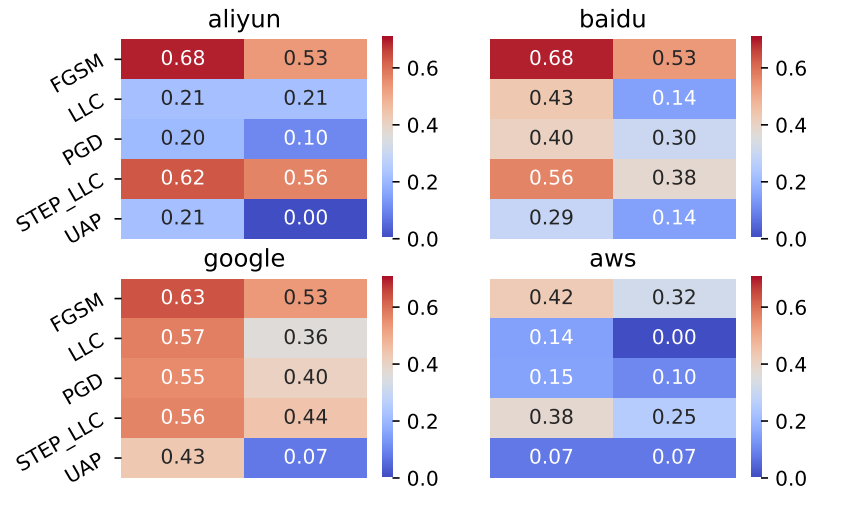 aliyun
FGSM 0.68 0.53
LLC 0.21 0.21
PGD 0.20 0.10
STEP_LLC 0.62 0.56
UAP 0.21 0.00
0.6
0.4
0.2
0.0
baidu
0.68 0.53
0.43 0.14
0.40 0.30
0.56 0.38
0.29 0.14
0.6
0.4
0.2
0.0
google
FGSM 0.63 0.53
LLC 0.57 0.36
PGD 0.55 0.40
STEP_LLC 0.56 0.44
UAP 0.43 0.07
0.6
0.4
0.2
0.0
aws
0.42 0.32
0.14 0.00
0.15 0.10
0.38 0.25
0.07 0.07
0.6
0.4
0.2
0.0